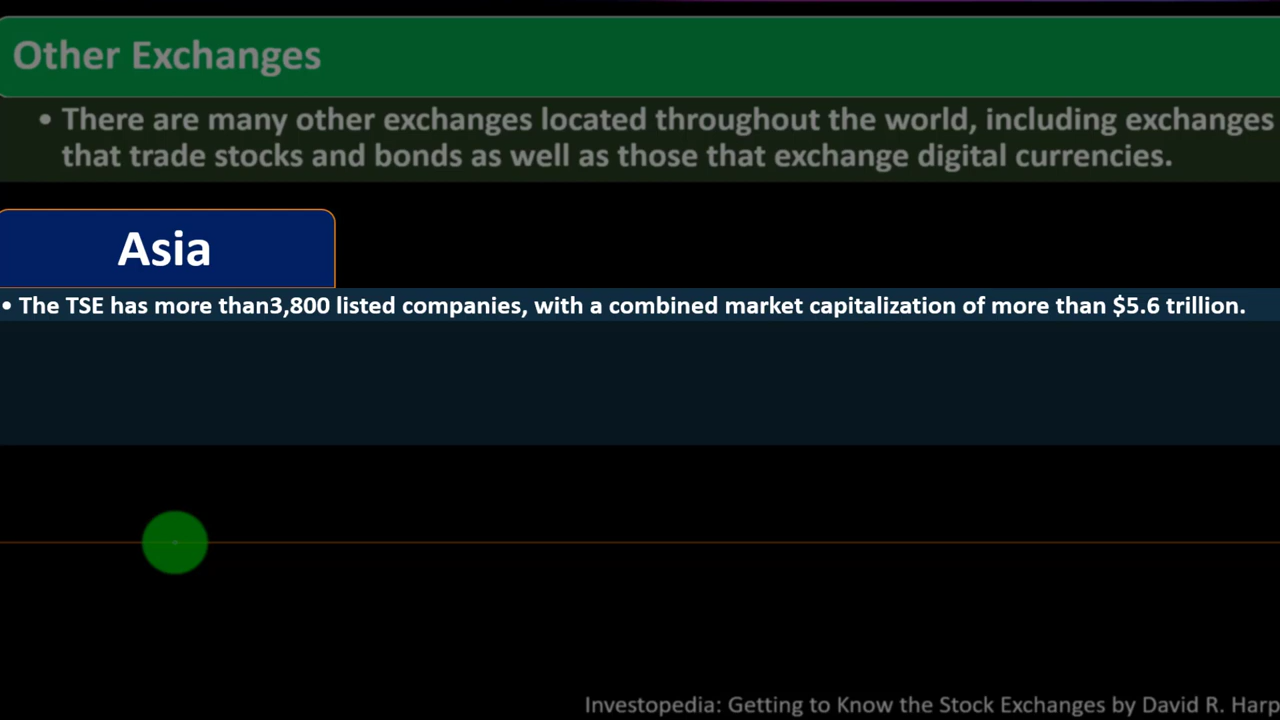 Other Exchanges
• There are many other exchanges located throughout the world, including exchanges
that trade stocks and bonds as well as those that exchange digital currencies.
Asia
• The TSE has more than3,800 listed companies, with a combined market capitalization of more than $5.6 trillion.
Investopedia: Getting to Know the Stock Exchanges by David R. Harp